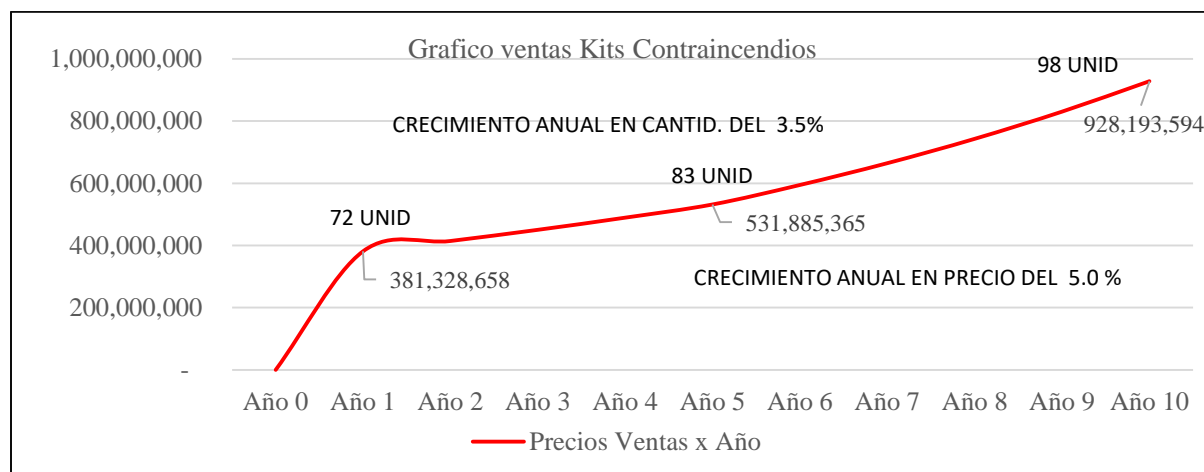 Grafico ventas Kits Contraincendios
1,000,000,000
800,000,000
600,000,000
400,000,000
200,000,000
-
98 UNID
CRECIMIENTO ANUAL EN CANTID. DEL 3.5%
928,193,594
83 UNID
72 UNID
531,885,365
381,328,658
CRECIMIENTO ANUAL EN PRECIO DEL 5.0 %
Año 0 Año 1 Año 2 Año 3 Año 4 Año 5 Año 6 Año 7 Año 8 Año 9 Año 10
Precios Ventas x Año